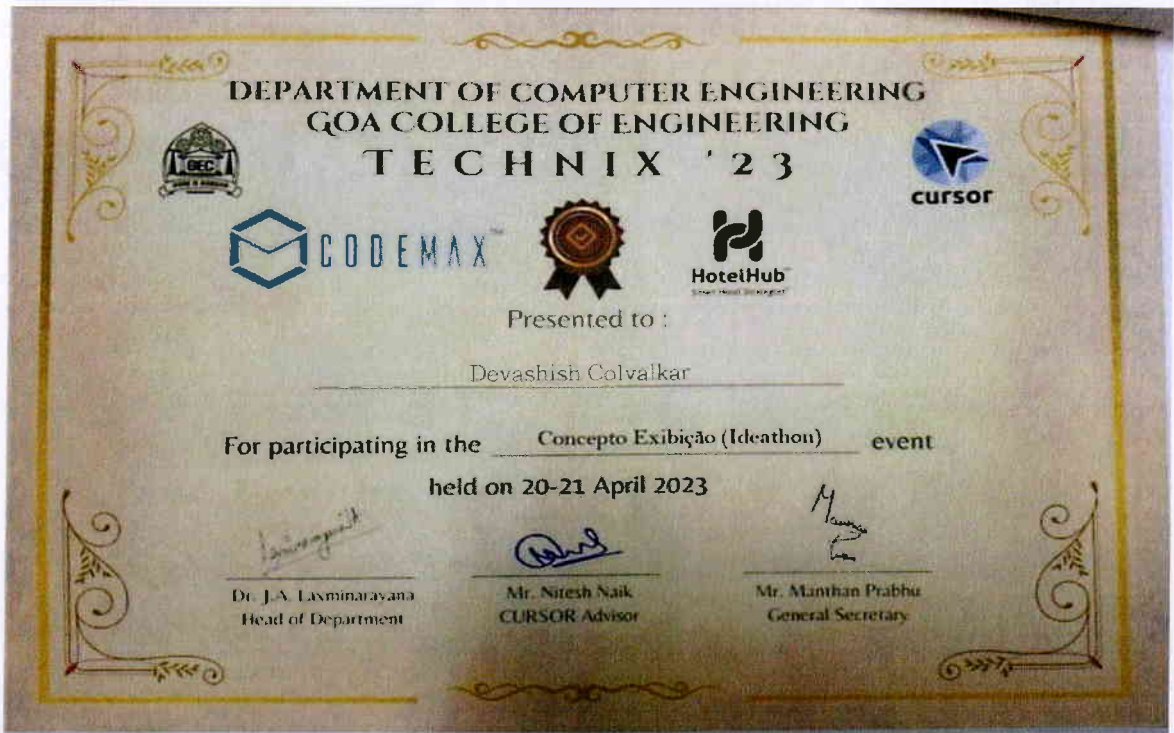 DEPARTMENT OF COMPUTER ENGINEERING
GOA COLLEGE OF ENGINEERING
TECHNIX '23
GEC
cursor
CODEMAX™
HotelHub™
Presented to :
Devashish Colvalkar
For participating in the Concepto Exibição (Ideathon) event
held on 20-21 April 2023
Dr. J.A. Laxminarayana
Mr. Nitesh Naik
Mr. Manthan Prabhu
Head of Department
CURSOR Advisor
General Secretary